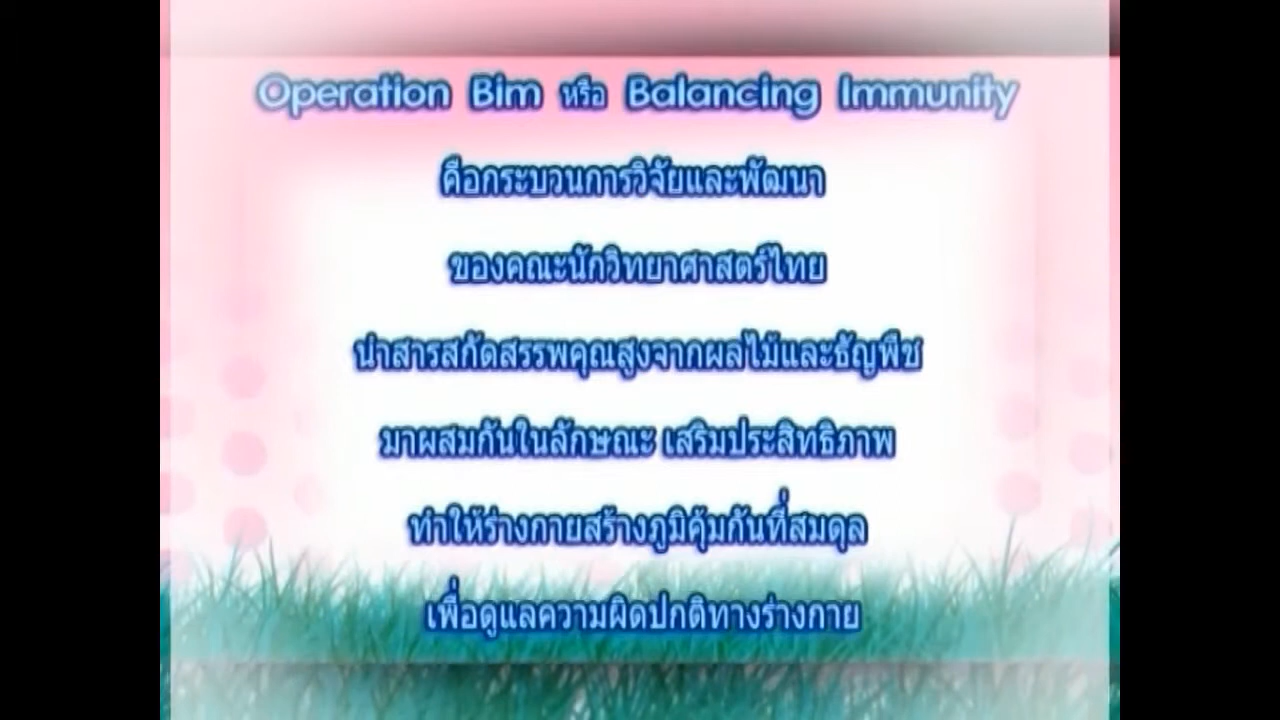 Operation Bim หรือ Balancing Immunity
คือกระบวนการวิจัยและพัฒนา
ของคณะนักวิทยาศาสตร์ไทย
นำสารสกัดสรรพคุณสูงจากผลไม้และธัญพืช
มาผสมกันในลักษณะ เสริมประสิทธิภาพ
ทำให้ร่างกายสร้างภูมิคุ้มกันที่สมดุล
เพื่อดูแลความผิดปกติทางร่างกาย